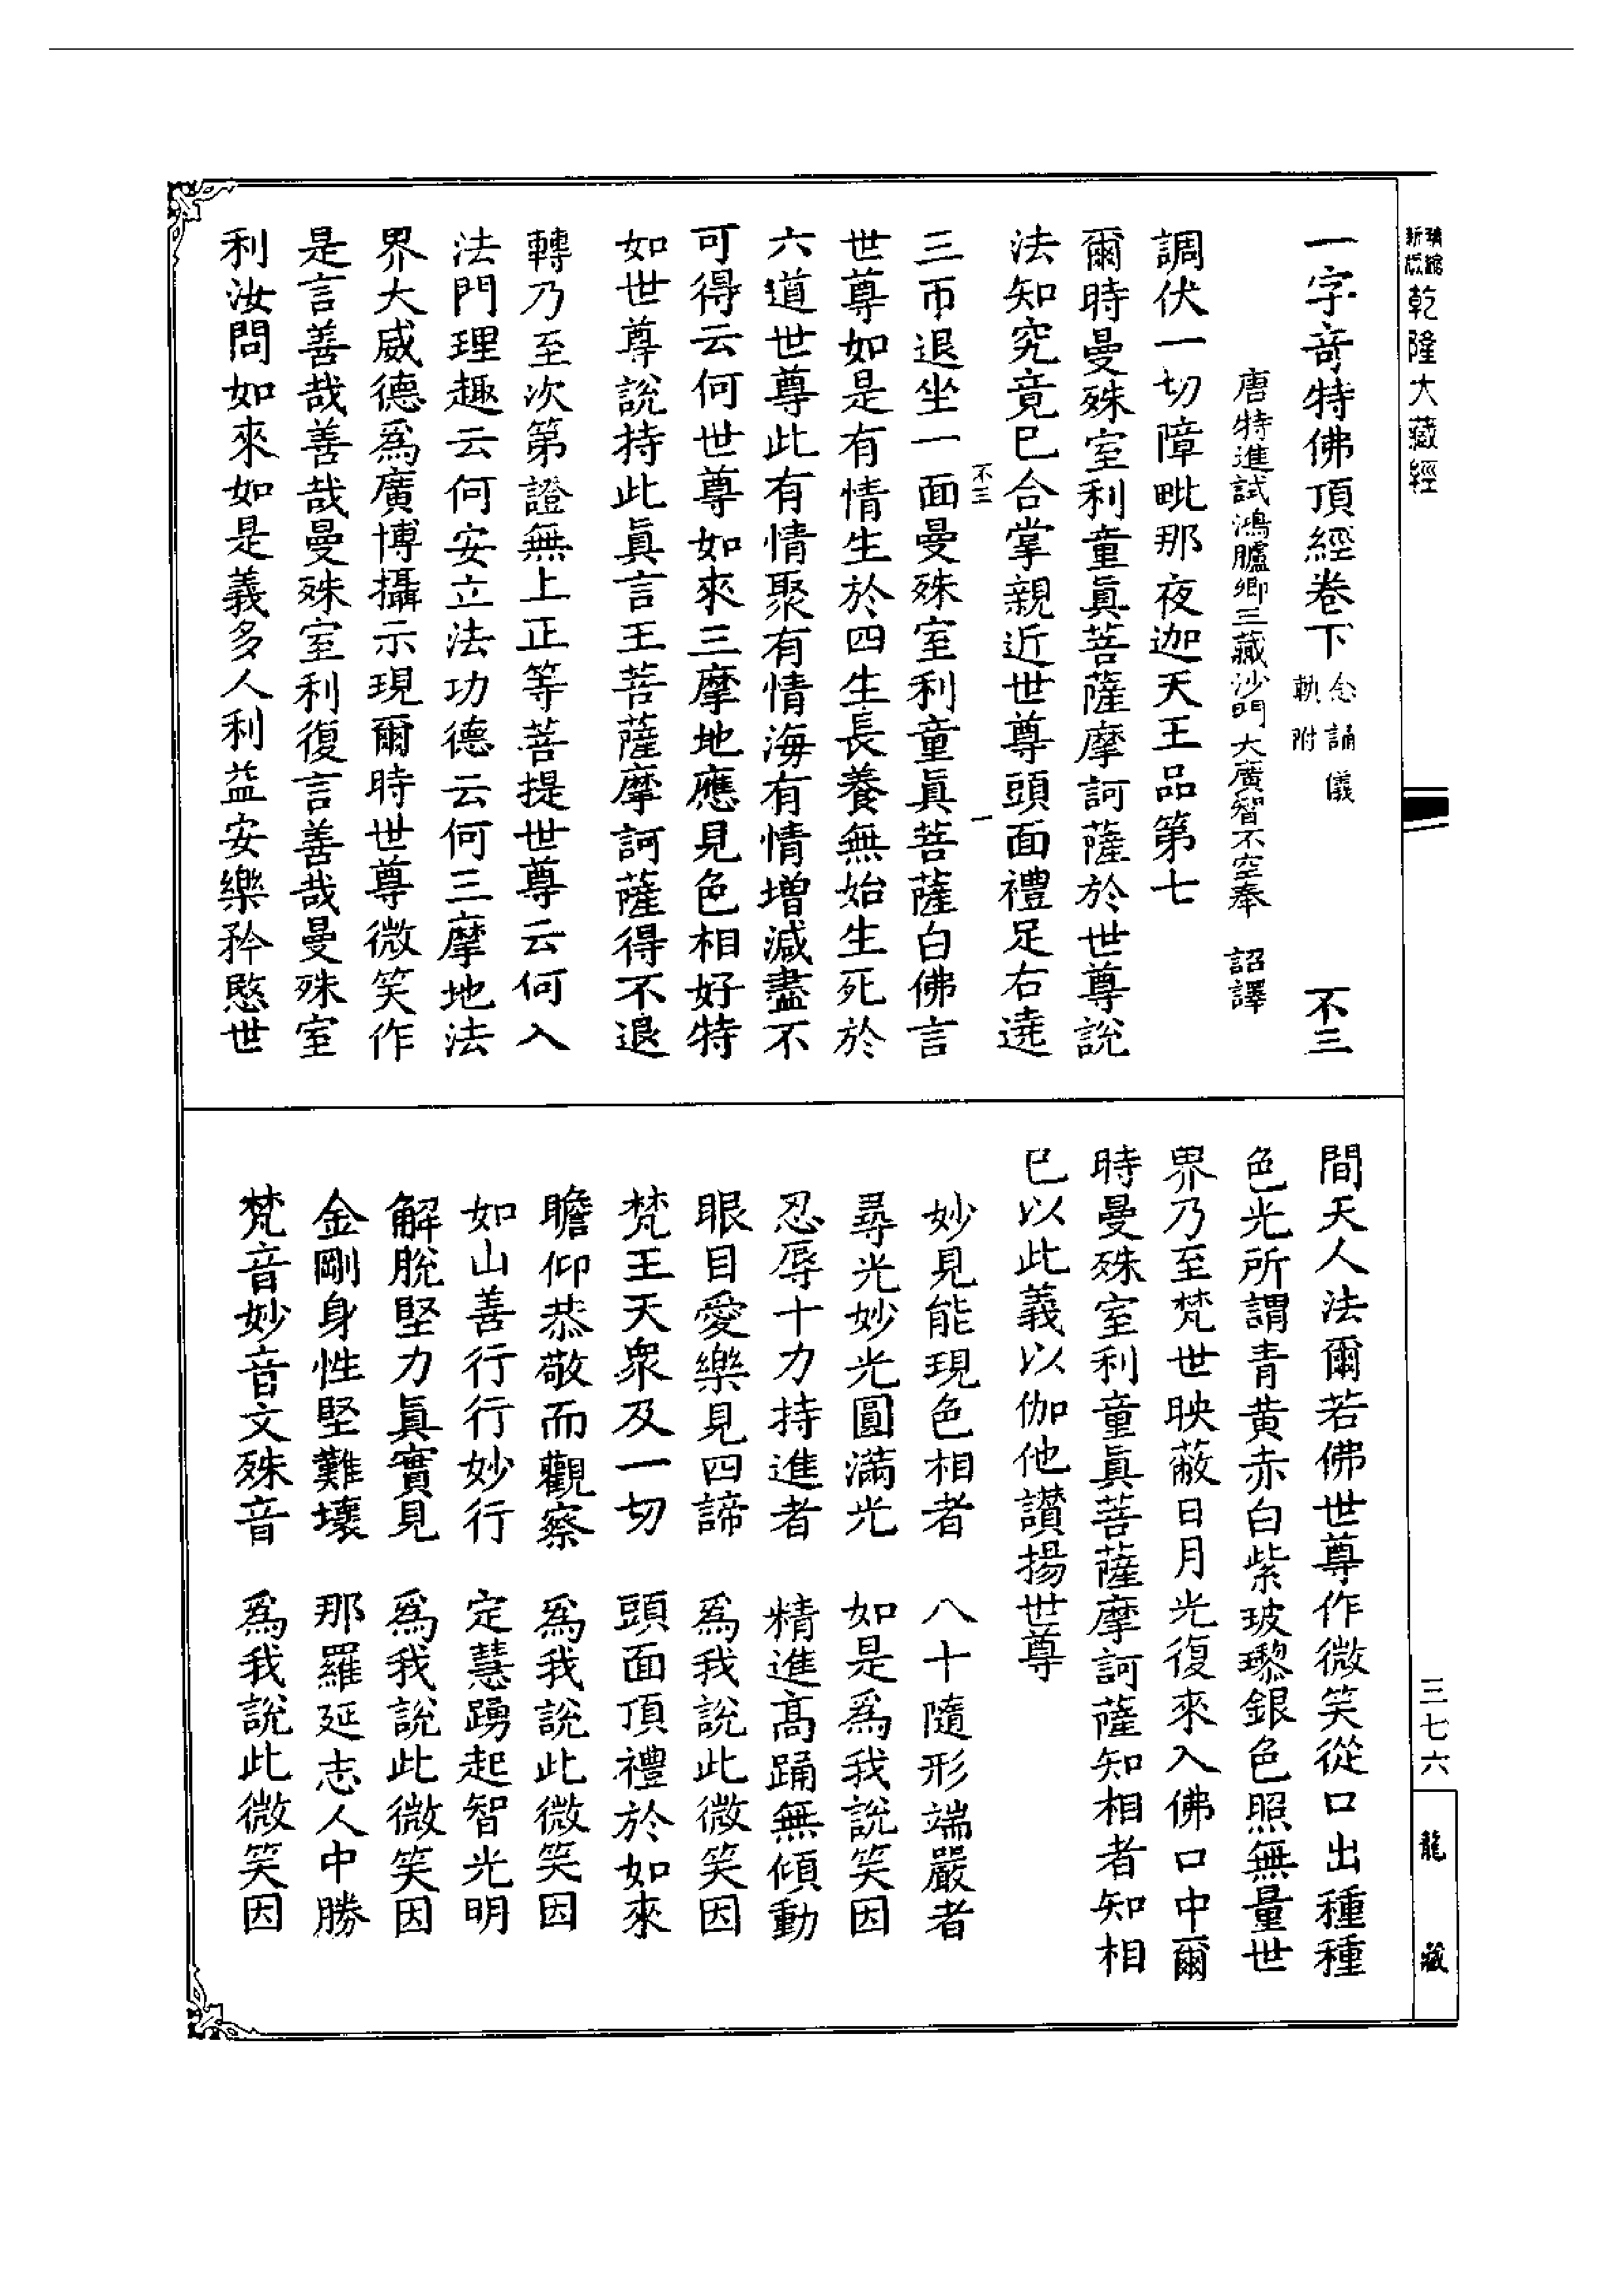 精縮新版乾隆大藏經
一字奇特佛頂經卷下 念誦儀軌附 不三
唐特進試鴻臚卿三藏沙門大廣智不空奉 詔譯
調伏一切障毗那夜迦天王品第七
爾時曼殊室利童眞菩薩摩訶薩於世尊說
法知究竟巳合掌親近世尊頭面禮足右遶
不三 一
三帀退坐一面曼殊室利童眞菩薩白佛言
世尊如是有情生於四生長養無始生死於
六道世尊此有情聚有情海有情增減盡不
可得云何世尊如來三摩地應見色相好特
如世尊說持此眞言王菩薩摩訶薩得不退
轉乃至次第證無上正等菩提世尊云何入
法門理趣云何安立法功德云何三摩地法
界大威德爲廣博攝示現爾時世尊微笑作
是言善哉善哉曼殊室利復言善哉曼殊室
利汝問如來如是義多人利益安樂矜愍世
間天人法爾若佛世尊作微笑從口出種種
色光所謂青黄赤白紫玻瓈銀色照無量世
界乃至梵世映蔽日月光復來入佛口中爾
時曼殊室利童眞菩薩摩訶薩知相者知相
巳以此義以伽他讃揚世尊
妙見能現色相者 八十隨形端嚴者
尋光妙光圓滿光 如是爲我說笑因
忍辱十力持進者 精進髙踊無傾動
眼目愛樂見四諦 爲我說此微笑因
梵王天衆及一切 頭面頂禮於如來
瞻仰恭敬而觀察 爲我說此微笑因
如山善行行妙行 定慧踴起智光明
解脫堅力眞實見 爲我說此微笑因
金剛身性堅難壞 那羅延志人中勝
梵音妙音文殊音 爲我說此微笑因
三七六
龍藏